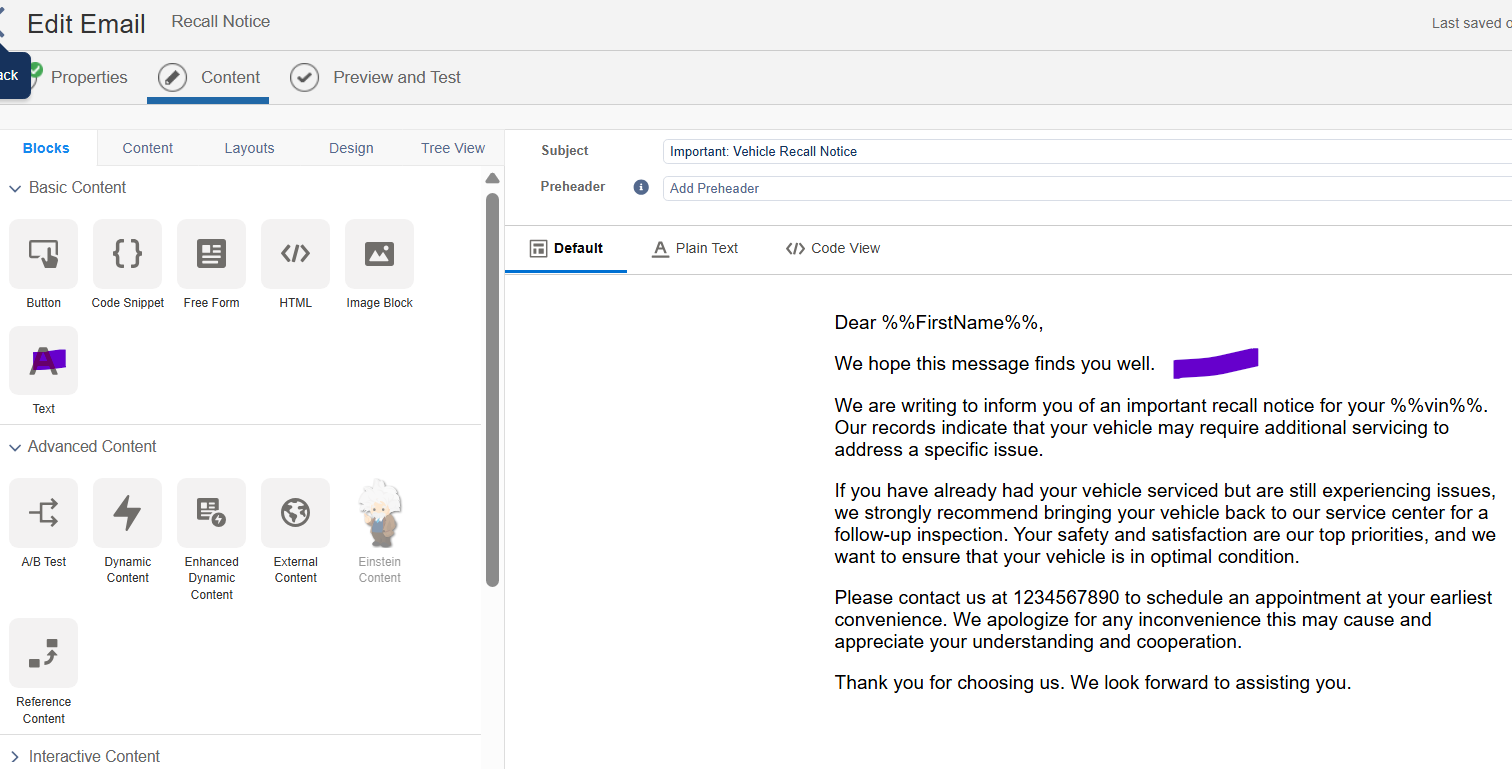 Edit Email Recall Notice Last saved
ack
Properties Content Preview and Test
Blocks Content Layouts Design Tree View
Subject Important: Vehicle Recall Notice
Preheader Add Preheader
Basic Content
Button Code Snippet Free Form HTML Image Block
Text
Advanced Content
A/B Test Dynamic Content Enhanced Dynamic Content External Content Einstein Content
Reference Content
Interactive Content
Default Plain Text Code View
Dear %%FirstName%%,
We hope this message finds you well.
We are writing to inform you of an important recall notice for your %%vin%%.
Our records indicate that your vehicle may require additional servicing to
address a specific issue.
If you have already had your vehicle serviced but are still experiencing issues,
we strongly recommend bringing your vehicle back to our service center for a
follow-up inspection. Your safety and satisfaction are our top priorities, and we
want to ensure that your vehicle is in optimal condition.
Please contact us at 1234567890 to schedule an appointment at your earliest
convenience. We apologize for any inconvenience this may cause and
appreciate your understanding and cooperation.
Thank you for choosing us. We look forward to assisting you.